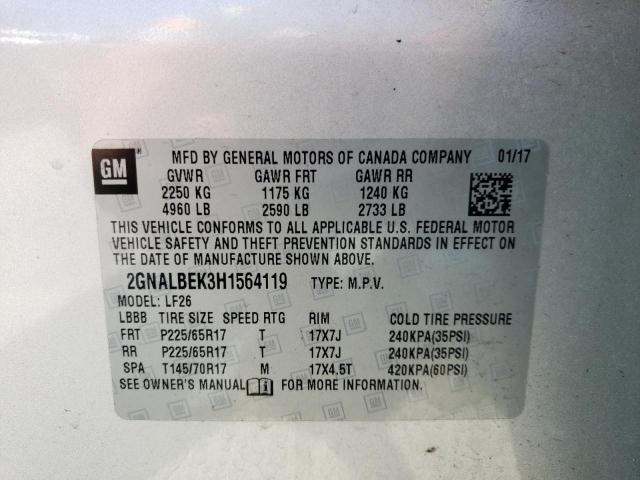 GM
MFD BY GENERAL MOTORS OF CANADA COMPANY 01/17
GVWR GAWR FRT GAWR RR
2250 KG 1175 KG 1240 KG
4960 LB 2590 LB 2733 LB
THIS VEHICLE CONFORMS TO ALL APPLICABLE U.S. FEDERAL MOTOR
VEHICLE SAFETY AND THEFT PREVENTION STANDARDS IN EFFECT ON
THE DATE OF MANUFACTURE SHOWN ABOVE.
2GNALBEK3H1564119 TYPE: M.P.V.
MODEL: LF26
LBBB TIRE SIZE SPEED RTG RIM COLD TIRE PRESSURE
FRT P225/65R17 T 17X7J 240KPA(35PSI)
RR P225/65R17 T 17X7J 240KPA(35PSI)
SPA T145/70R17 M 17X4.5T 420KPA(60PSI)
SEE OWNER'S MANUAL FOR MORE INFORMATION.